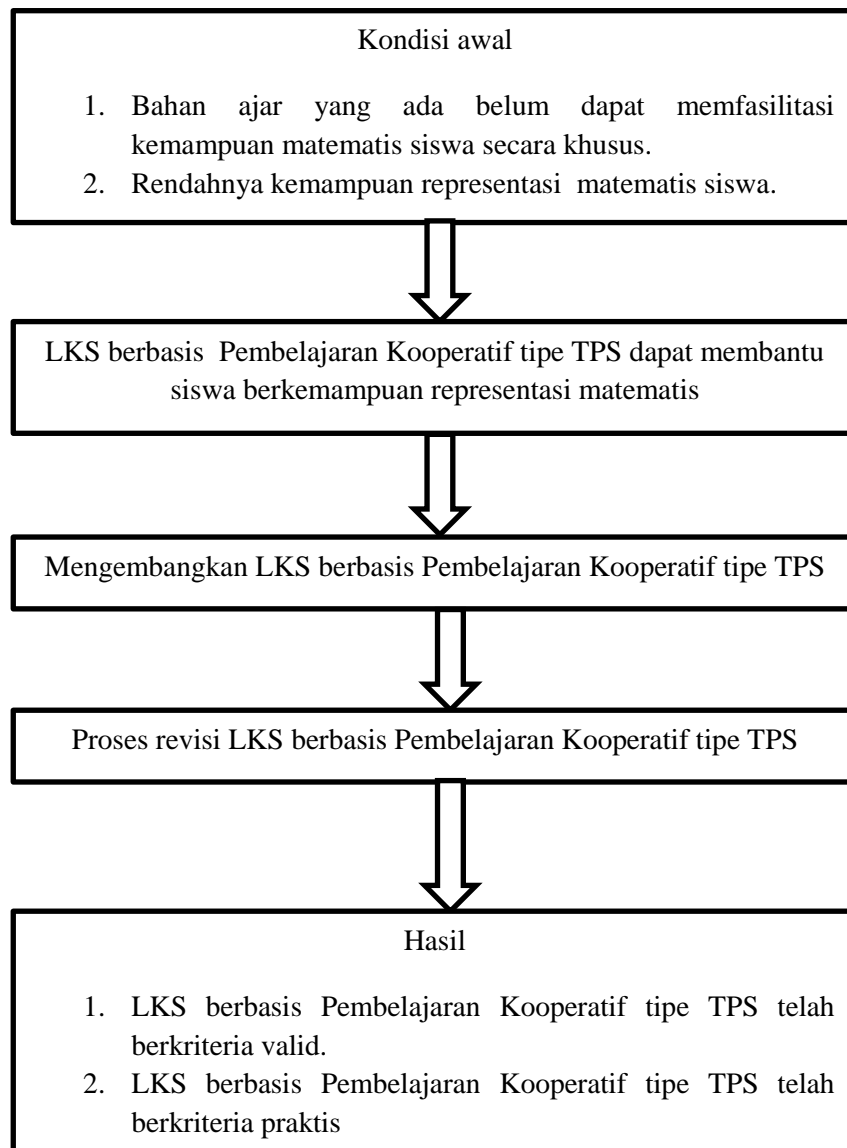 Kondisi awal
1. Bahan ajar yang ada belum dapat memfasilitasi
kemampuan matematis siswa secara khusus.
2. Rendahnya kemampuan representasi matematis siswa.
LKS berbasis Pembelajaran Kooperatif tipe TPS dapat membantu
siswa berkemampuan representasi matematis
Mengembangkan LKS berbasis Pembelajaran Kooperatif tipe TPS
Proses revisi LKS berbasis Pembelajaran Kooperatif tipe TPS
Hasil
1. LKS berbasis Pembelajaran Kooperatif tipe TPS telah
berkriteria valid.
2. LKS berbasis Pembelajaran Kooperatif tipe TPS telah
berkriteria praktis